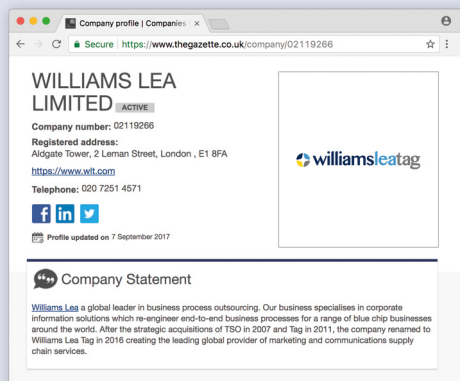 Company profile | Companies
Secure https://www.thegazette.co.uk/company/02119266
WILLIAMS LEA
LIMITED ACTIVE
Company number: 02119266
Registered address:
Aldgate Tower, 2 Leman Street, London , E1 8FA
https://www.wlt.com
Telephone: 020 7251 4571
f in
Profile updated on 7 September 2017
williamsleatag
Company Statement
Williams Lea a global leader in business process outsourcing. Our business specialises in corporate
information solutions which re-engineer end-to-end business processes for a range of blue chip businesses
around the world. After the strategic acquisitions of TSO in 2007 and Tag in 2011, the company renamed to
Williams Lea Tag in 2016 creating the leading global provider of marketing and communications supply
chain services.